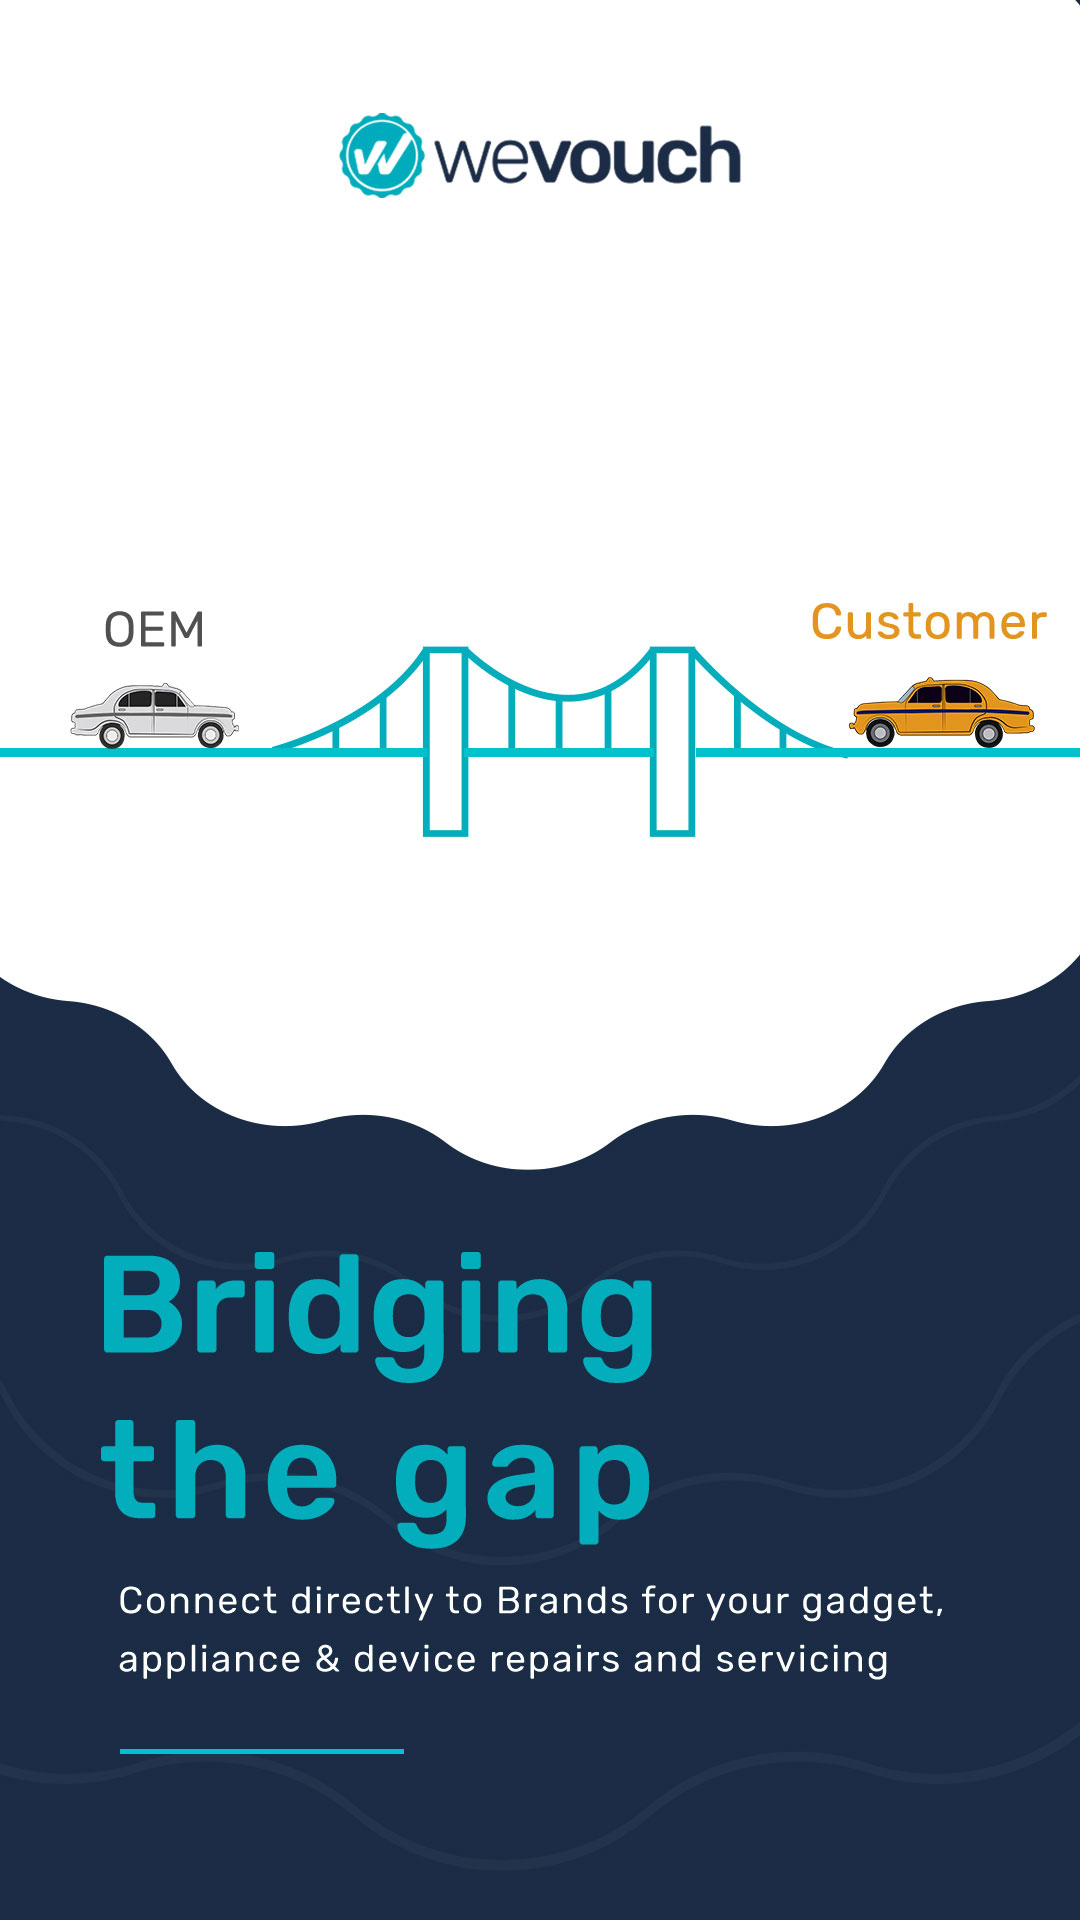 wevouch
OEM
Customer
Bridging
the gap
Connect directly to Brands for your gadget,
appliance & device repairs and servicing